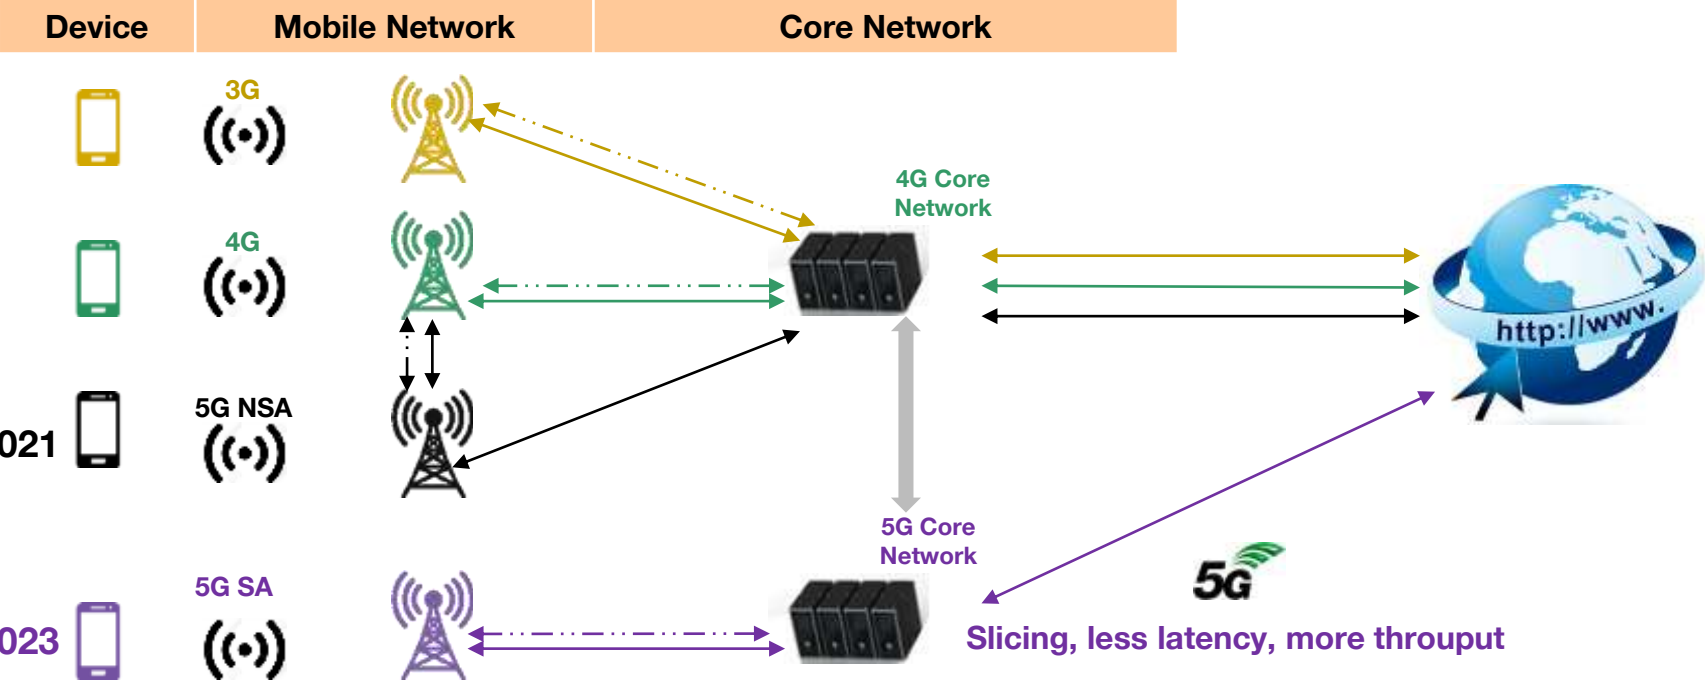 Device Mobile Network Core Network
3G
4G Core
Network
4G
http://www.
5G NSA
021
5G Core
Network
5G
5G SA
023
Slicing, less latency, more throuput